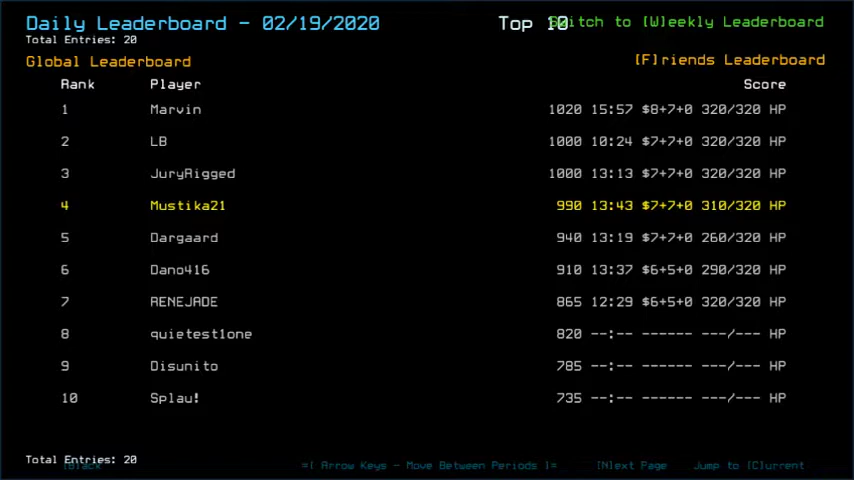 Daily Leaderboard - 02/19/2020 Top 10 Switch to [W]eekly Leaderboard
Total Entries: 20
Global Leaderboard [F]riends Leaderboard
Rank Player Score
1 Marvin 1020 15:57 $8+7+0 320/320 HP
2 LB 1000 10:24 $7+7+0 320/320 HP
3 JuryRigged 1000 13:13 $7+7+0 320/320 HP
4 Mustika21 990 13:43 $7+7+0 310/320 HP
5 Dargaard 940 13:19 $7+7+0 260/320 HP
6 Dano416 910 13:37 $6+5+0 290/320 HP
7 RENEJADE 865 12:29 $6+5+0 320/320 HP
8 quietest1one 820 --:-- ------ ---/--- HP
9 Disunito 785 --:-- ------ ---/--- HP
10 Splau! 735 --:-- ------ ---/--- HP
Total Entries: 20
[B]ack =[ Arrow Keys - Move Between Periods ]= [N]ext Page Jump to [C]urrent